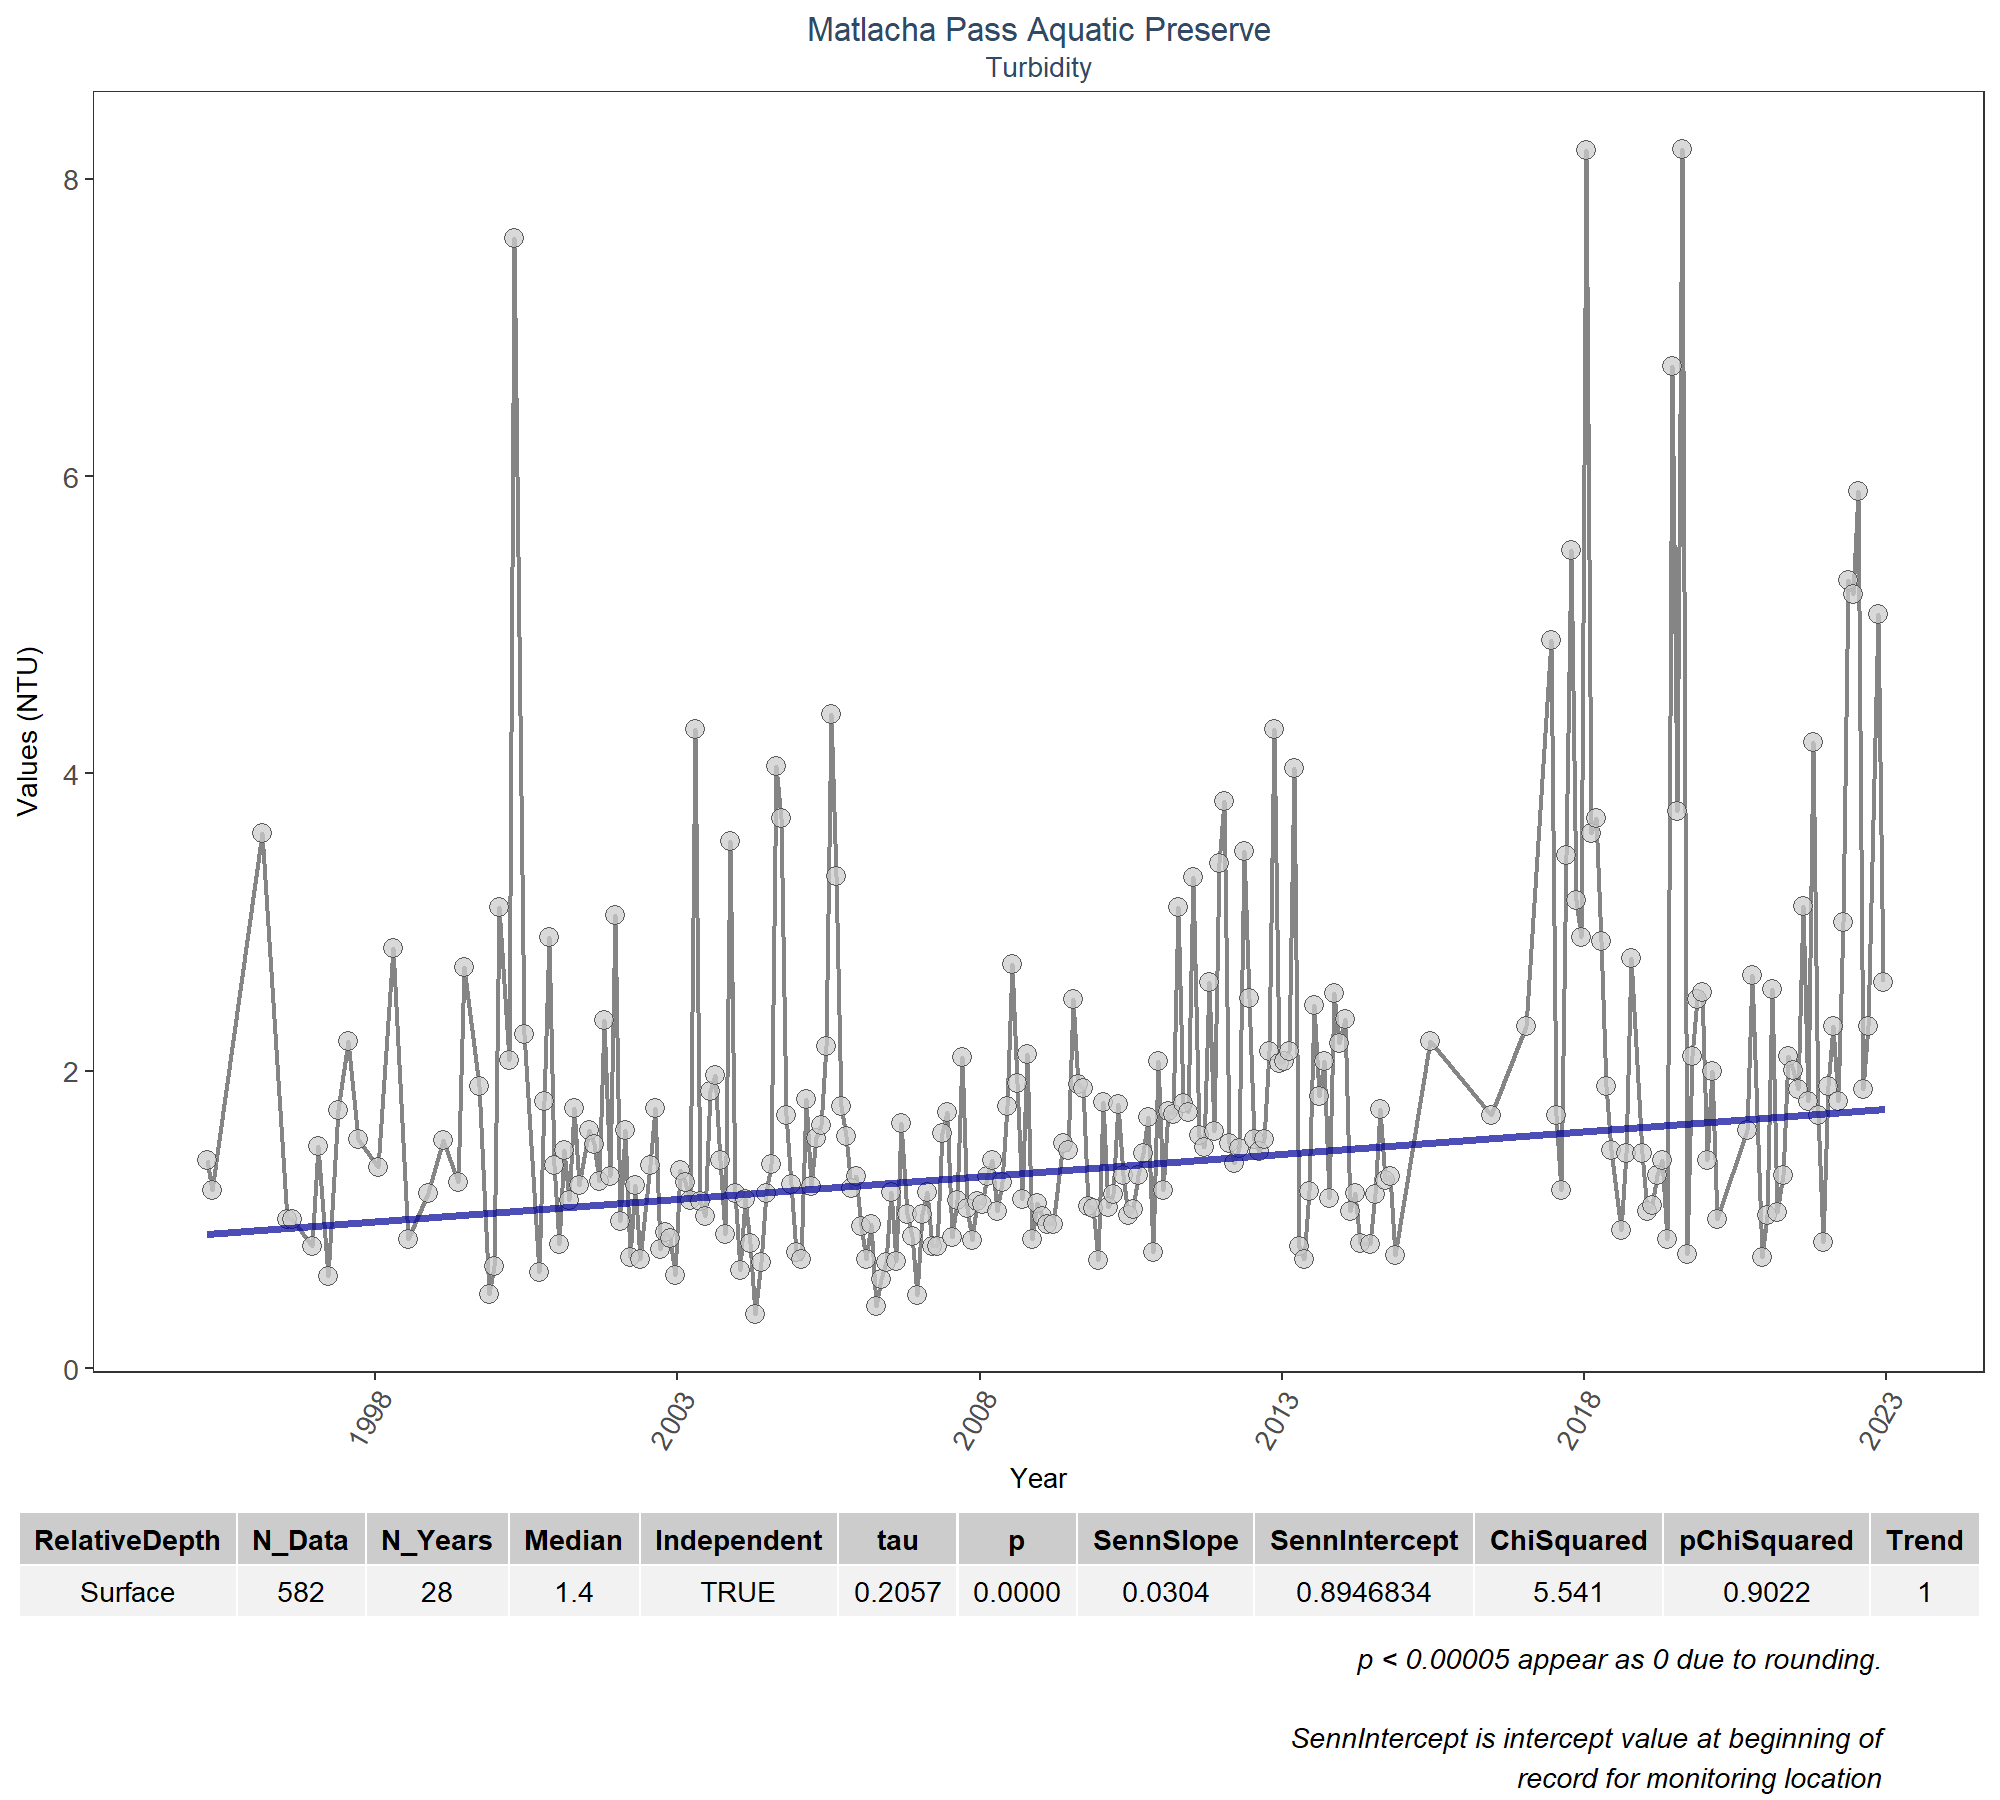 Matlacha Pass Aquatic Preserve
Turbidity
Values (NTU)
8
6
4
2
0
1998 2003 2008 2013 2018 2023
Year
RelativeDepth N_Data N_Years Median Independent tau p SennSlope SennIntercept ChiSquared pChiSquared Trend
Surface 582 28 1.4 TRUE 0.2057 0.0000 0.0304 0.8946834 5.541 0.9022 1
p < 0.00005 appear as 0 due to rounding.
SennIntercept is intercept value at beginning of
record for monitoring location